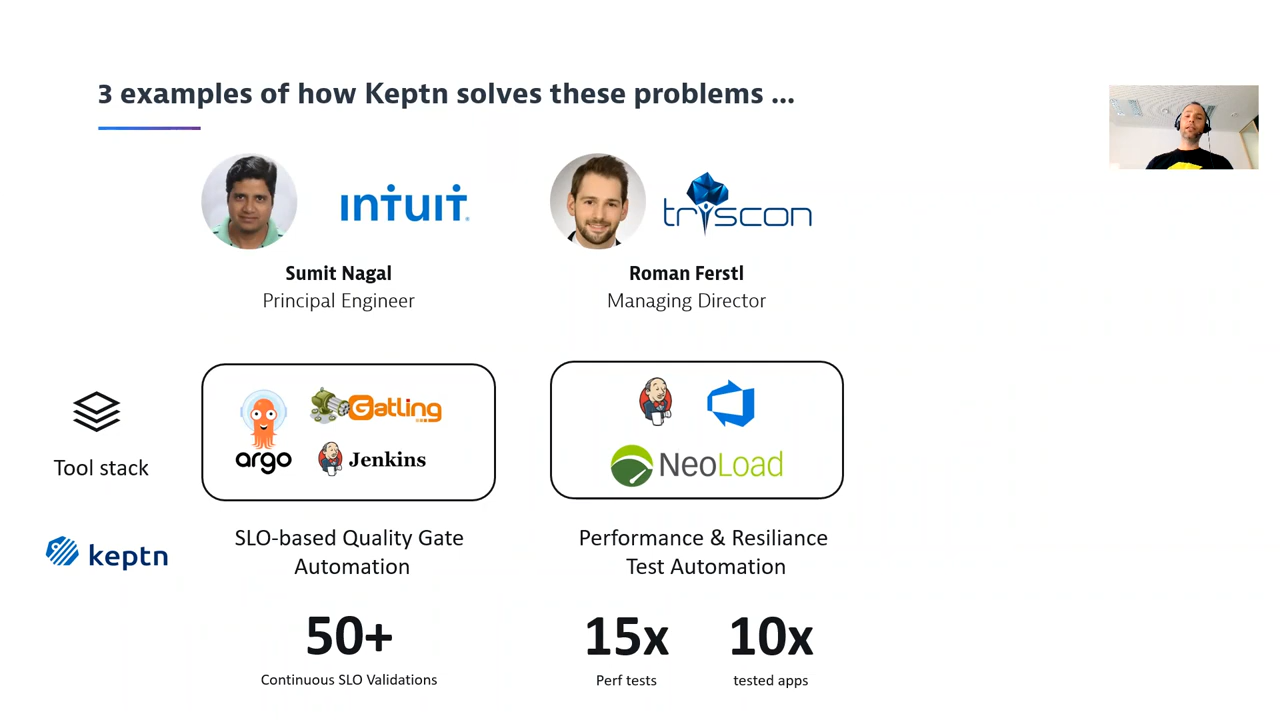 3 examples of how Keptn solves these problems ...
intuit
Sumit Nagal
Principal Engineer
triscon
Roman Ferstl
Managing Director
Tool stack
argo
Gatling
Jenkins
NeoLoad
keptn
SLO-based Quality Gate
Automation
50+
Continuous SLO Validations
Performance & Resiliance
Test Automation
15x
Perf tests
10x
tested apps